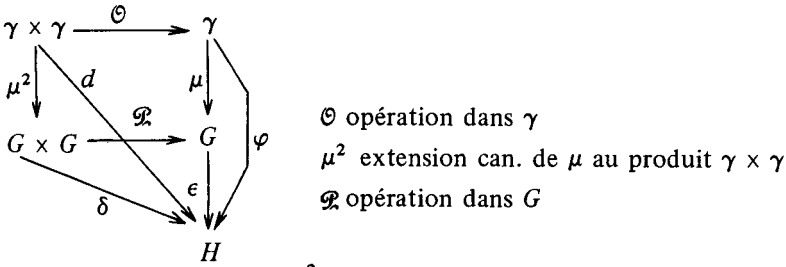 γ × γ 𝒪 γ
μ² d μ
G × G 𝒫 G φ
δ ϵ
H
𝒪 opération dans γ
μ² extension can. de μ au produit γ × γ
𝒫 opération dans G